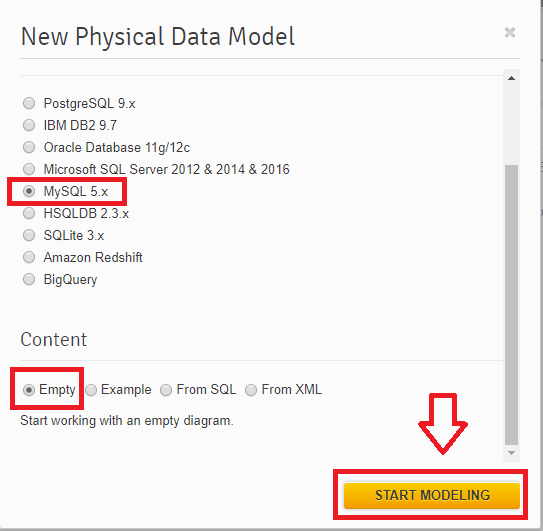 New Physical Data Model
PostgreSQL 9.x
IBM DB2 9.7
Oracle Database 11g/12c
Microsoft SQL Server 2012 & 2014 & 2016
MySQL 5.x
HSQLDB 2.3.x
SQLite 3.x
Amazon Redshift
BigQuery
Content
Empty Example From SQL From XML
Start working with an empty diagram.
START MODELING